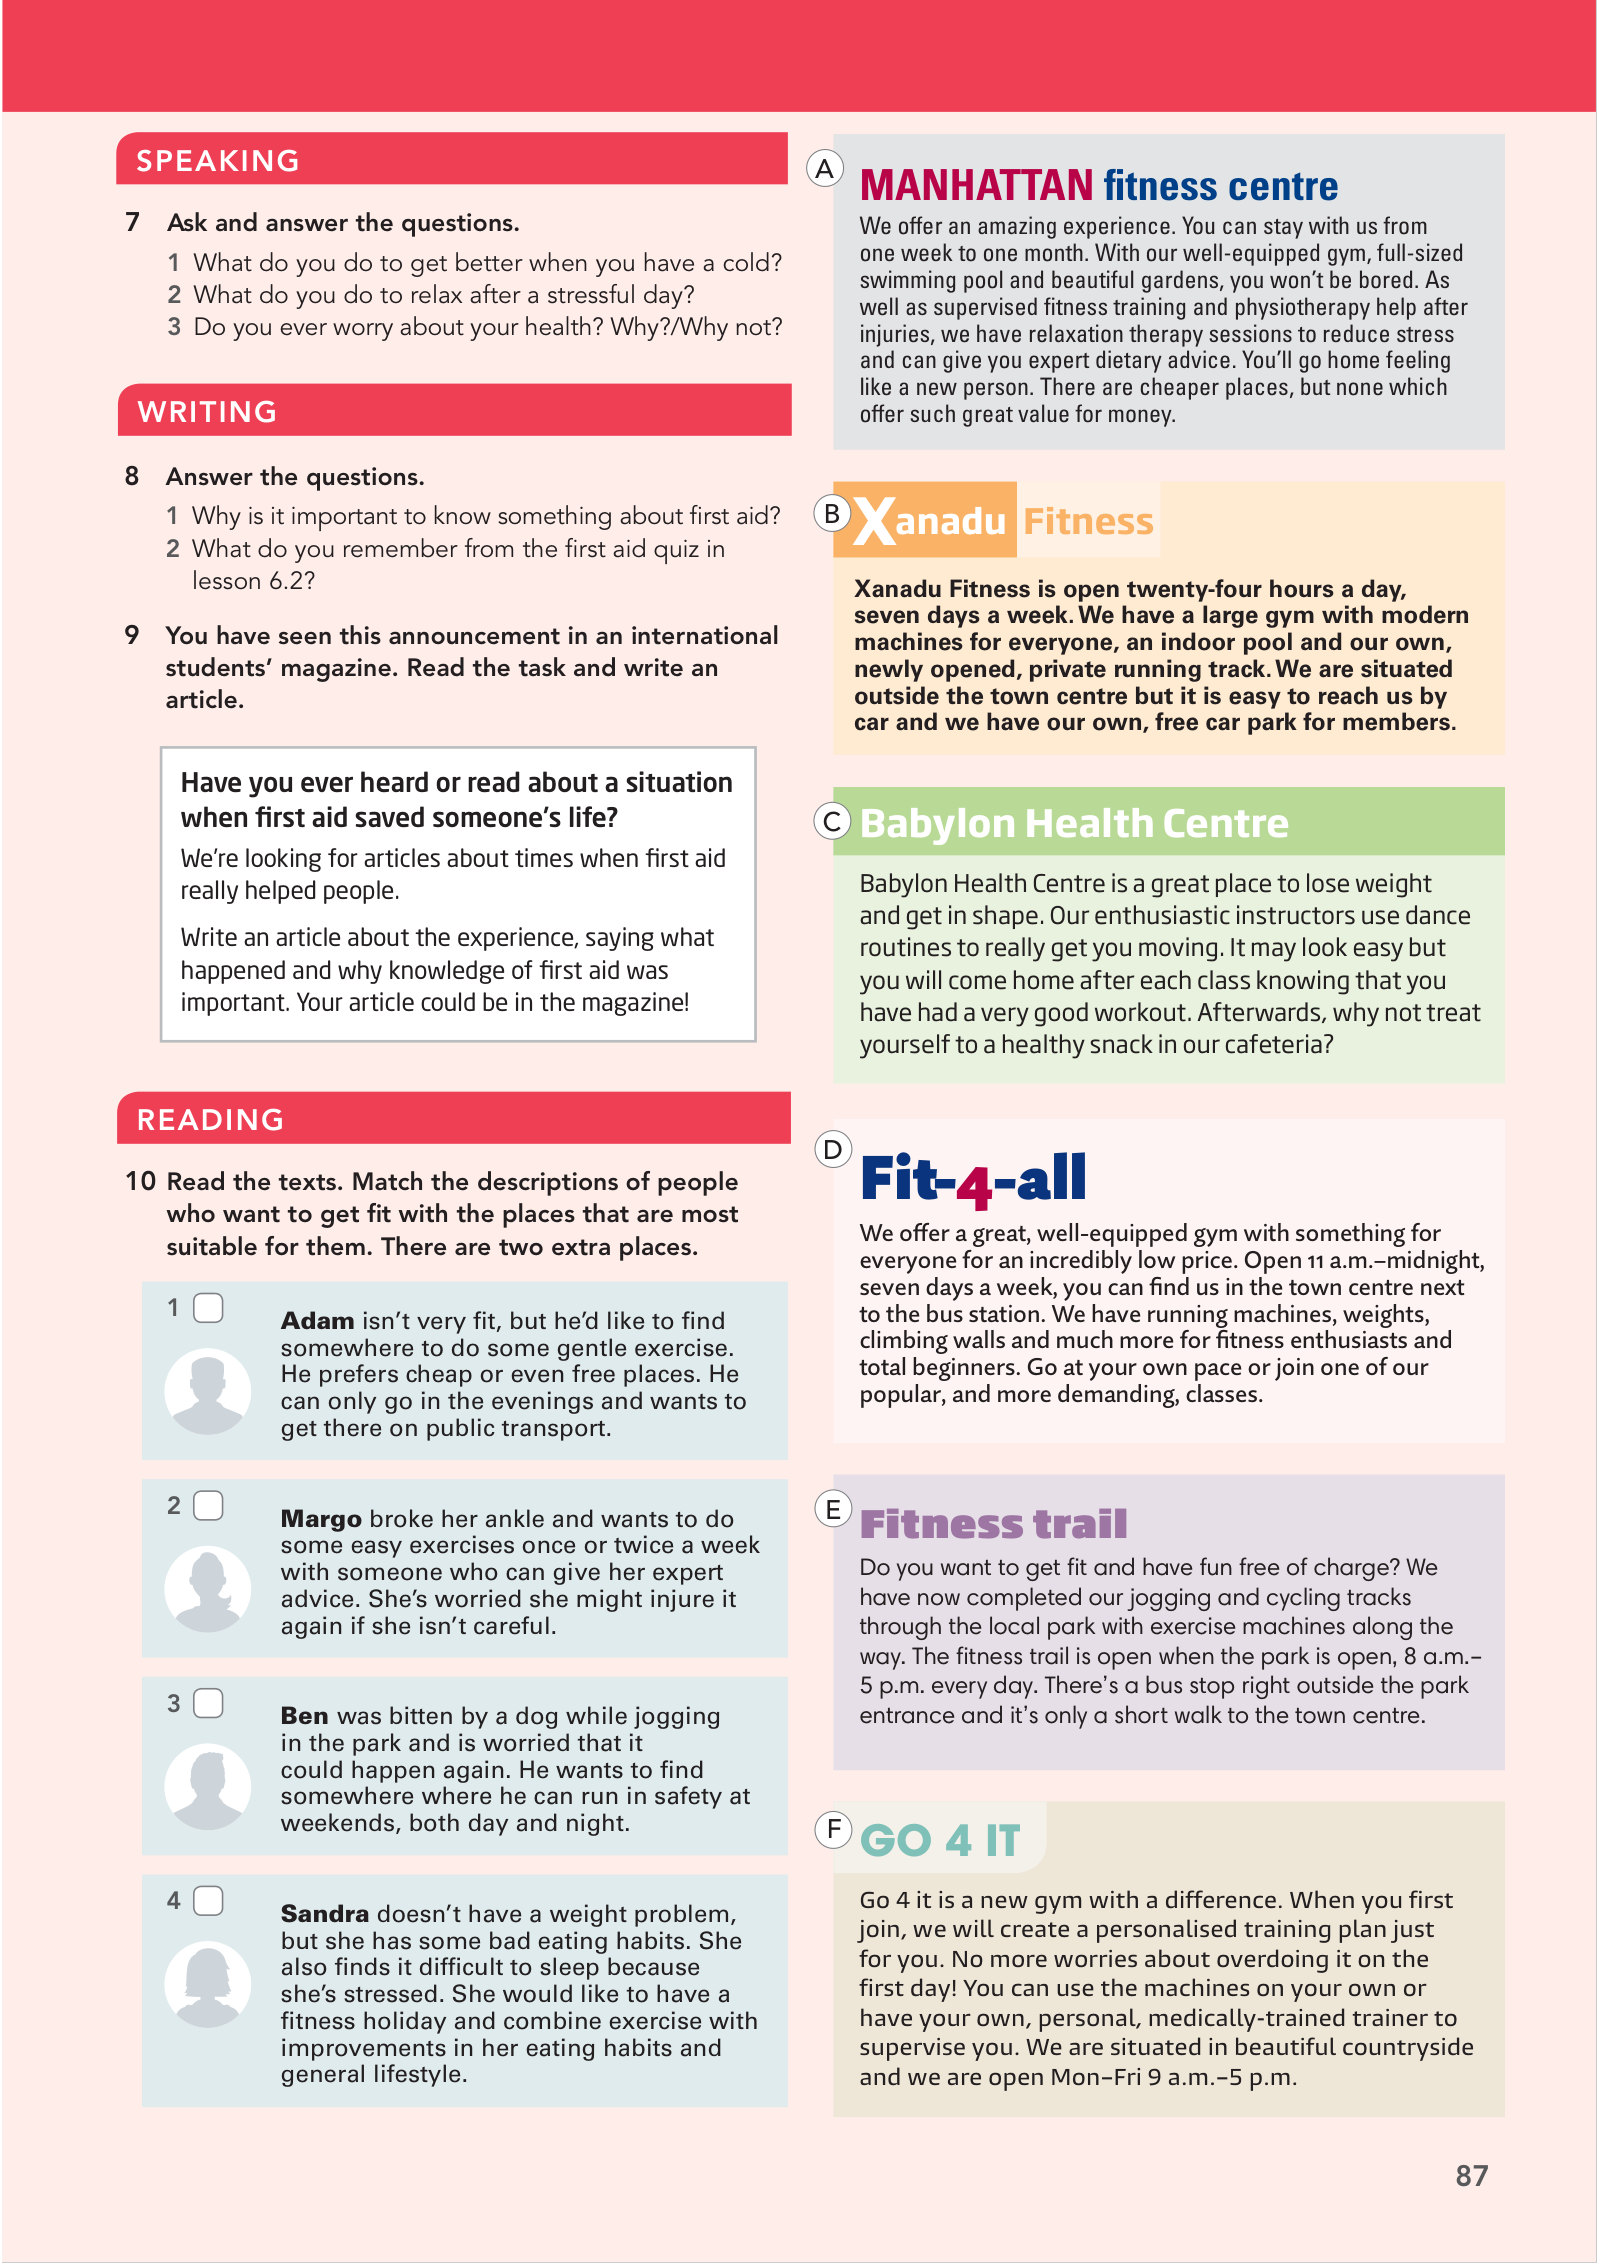 SPEAKING
7 Ask and answer the questions.
1 What do you do to get better when you have a cold?
2 What do you do to relax after a stressful day?
3 Do you ever worry about your health? Why?/Why not?
WRITING
8 Answer the questions.
1 Why is it important to know something about first aid?
2 What do you remember from the first aid quiz in
lesson 6.2?
9 You have seen this announcement in an international
students’ magazine. Read the task and write an
article.
Have you ever heard or read about a situation
when first aid saved someone’s life?
We’re looking for articles about times when first aid
really helped people.
Write an article about the experience, saying what
happened and why knowledge of first aid was
important. Your article could be in the magazine!
READING
10 Read the texts. Match the descriptions of people
who want to get fit with the places that are most
suitable for them. There are two extra places.
1
Adam isn’t very fit, but he’d like to find
somewhere to do some gentle exercise.
He prefers cheap or even free places. He
can only go in the evenings and wants to
get there on public transport.
2
Margo broke her ankle and wants to do
some easy exercises once or twice a week
with someone who can give her expert
advice. She’s worried she might injure it
again if she isn’t careful.
3
Ben was bitten by a dog while jogging
in the park and is worried that it
could happen again. He wants to find
somewhere where he can run in safety at
weekends, both day and night.
4
Sandra doesn’t have a weight problem,
but she has some bad eating habits. She
also finds it difficult to sleep because
she’s stressed. She would like to have a
fitness holiday and combine exercise with
improvements in her eating habits and
general lifestyle.
A
MANHATTAN fitness centre
We offer an amazing experience. You can stay with us from
one week to one month. With our well-equipped gym, full-sized
swimming pool and beautiful gardens, you won’t be bored. As
well as supervised fitness training and physiotherapy help after
injuries, we have relaxation therapy sessions to reduce stress
and can give you expert dietary advice. You’ll go home feeling
like a new person. There are cheaper places, but none which
offer such great value for money.
B
Xanadu Fitness
Xanadu Fitness is open twenty-four hours a day,
seven days a week. We have a large gym with modern
machines for everyone, an indoor pool and our own,
newly opened, private running track. We are situated
outside the town centre but it is easy to reach us by
car and we have our own, free car park for members.
C
Babylon Health Centre
Babylon Health Centre is a great place to lose weight
and get in shape. Our enthusiastic instructors use dance
routines to really get you moving. It may look easy but
you will come home after each class knowing that you
have had a very good workout. Afterwards, why not treat
yourself to a healthy snack in our cafeteria?
D
Fit-4-all
We offer a great, well-equipped gym with something for
everyone for an incredibly low price. Open 11 a.m.–midnight,
seven days a week, you can find us in the town centre next
to the bus station. We have running machines, weights,
climbing walls and much more for fitness enthusiasts and
total beginners. Go at your own pace or join one of our
popular, and more demanding, classes.
E
Fitness trail
Do you want to get fit and have fun free of charge? We
have now completed our jogging and cycling tracks
through the local park with exercise machines along the
way. The fitness trail is open when the park is open, 8 a.m.–
5 p.m. every day. There’s a bus stop right outside the park
entrance and it’s only a short walk to the town centre.
F
GO 4 IT
Go 4 it is a new gym with a difference. When you first
join, we will create a personalised training plan just
for you. No more worries about overdoing it on the
first day! You can use the machines on your own or
have your own, personal, medically-trained trainer to
supervise you. We are situated in beautiful countryside
and we are open Mon–Fri 9 a.m.–5 p.m.
87